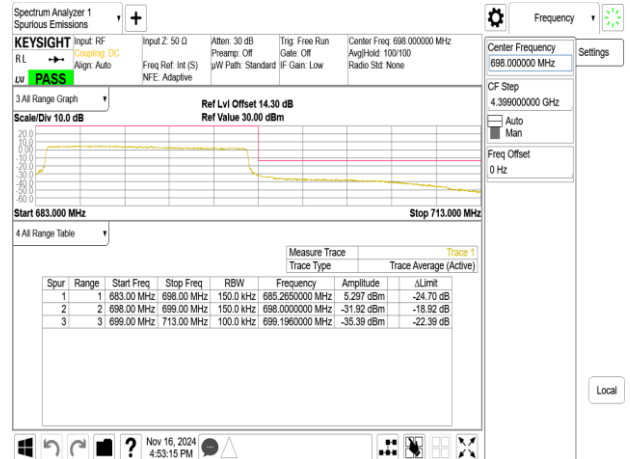 Spectrum Analyzer 1
Spurious Emissions
Frequency
KEYSIGHT
RL
LXI PASS
Input: RF
Coupling: DC
Align: Auto
Input Z: 50 Ω
Freq Ref: Int (S)
NFE: Adaptive
Atten: 30 dB
Preamp: Off
µW Path: Standard
Trig: Free Run
Gate: Off
IF Gain: Low
Center Freq: 698.000000 MHz
Avg|Hold: 100/100
Radio Std: None
Center Frequency
698.000000 MHz
Settings
CF Step
4.399000000 GHz
Auto
Man
Freq Offset
0 Hz
3 All Range Graph
Scale/Div 10.0 dB
Ref Lvl Offset 14.30 dB
Ref Value 30.00 dBm
20.0
10.0
0.00
-10.0
-20.0
-30.0
-40.0
-50.0
-60.0
Start 683.000 MHz
Stop 713.000 MHz
4 All Range Table
Measure Trace Trace 1
Trace Type Trace Average (Active)
Spur Range Start Freq Stop Freq RBW Frequency Amplitude ΔLimit
1 1 683.00 MHz 698.00 MHz 150.0 kHz 685.2650000 MHz 5.297 dBm -24.70 dB
2 2 698.00 MHz 699.00 MHz 150.0 kHz 698.0000000 MHz -31.92 dBm -18.92 dB
3 3 699.00 MHz 713.00 MHz 100.0 kHz 699.1960000 MHz -35.39 dBm -22.39 dB
Local
Nov 16, 2024
4:53:15 PM